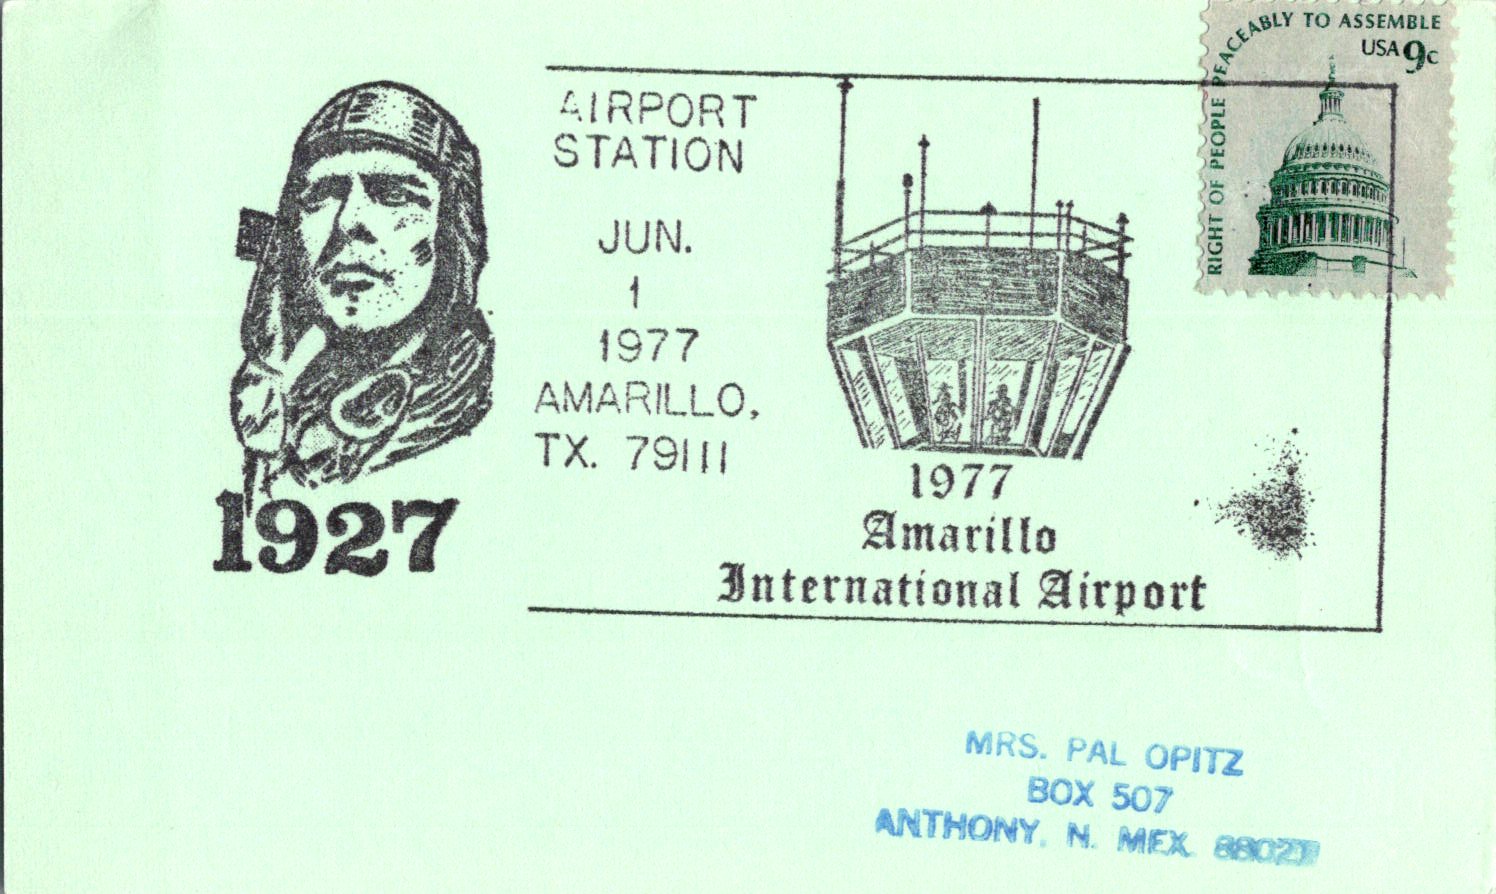 RIGHT OF PEOPLE PEACEABLY TO ASSEMBLE
USA 9c
AIRPORT
STATION
JUN.
1
1977
AMARILLO,
TX. 79111
1927
1977
Amarillo
International Airport
MRS. PAL OPITZ
BOX 507
ANTHONY, N. MEX.